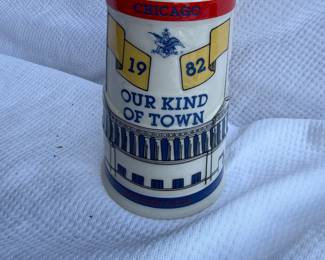 CHICAGO
19 82
OUR KIND
OF TOWN